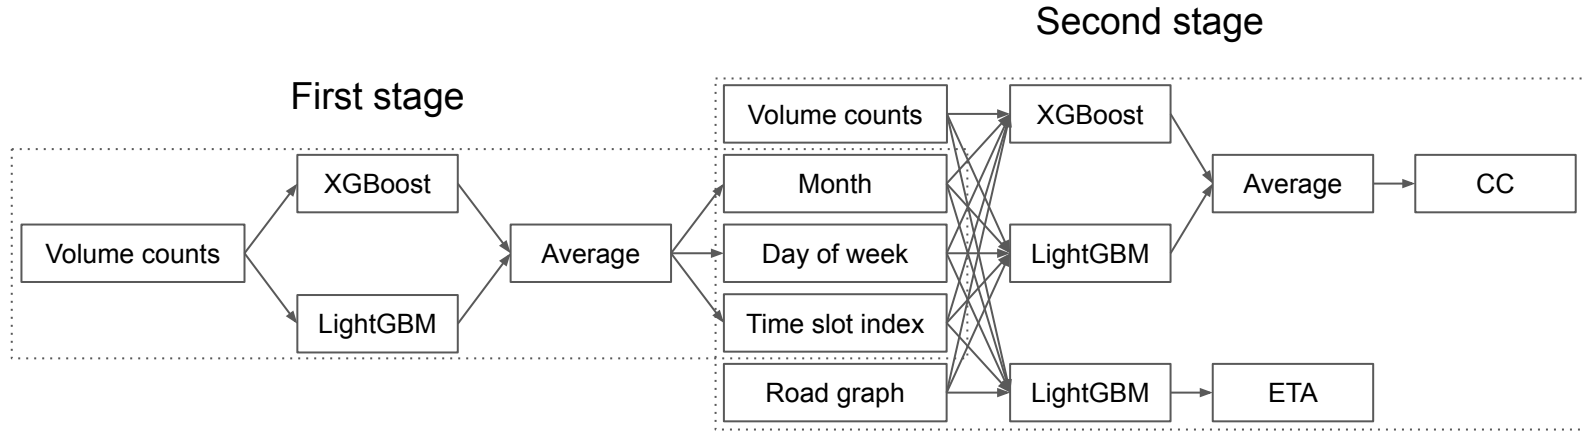 Second stage
First stage
Volume counts
XGBoost
XGBoost
Month
Average
CC
Volume counts
Average
Day of week
LightGBM
LightGBM
Time slot index
Road graph
LightGBM
ETA